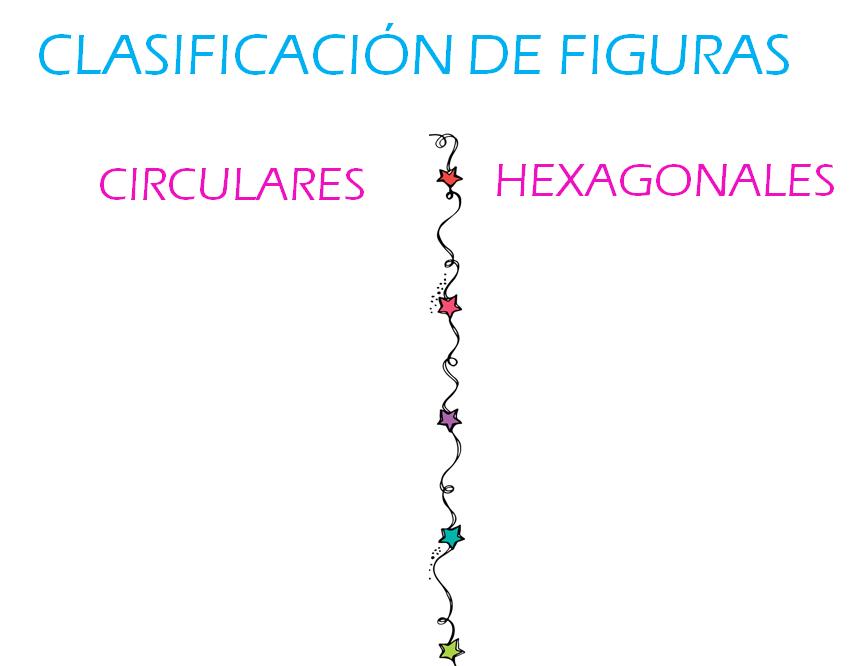 CLASIFICACIÓN DE FIGURAS
CIRCULARES
HEXAGONALES